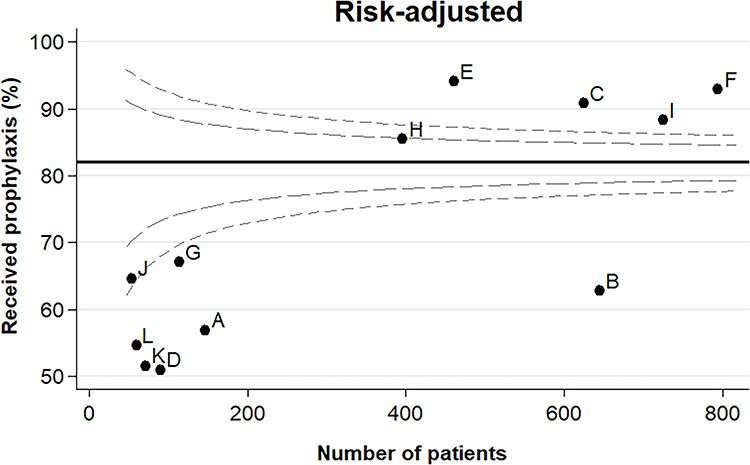 Risk-adjusted
Received prophylaxis (%)
100
90
80
70
60
50
E
C
F
I
H
J
G
B
A
L
K
D
0
200
400
600
800
Number of patients